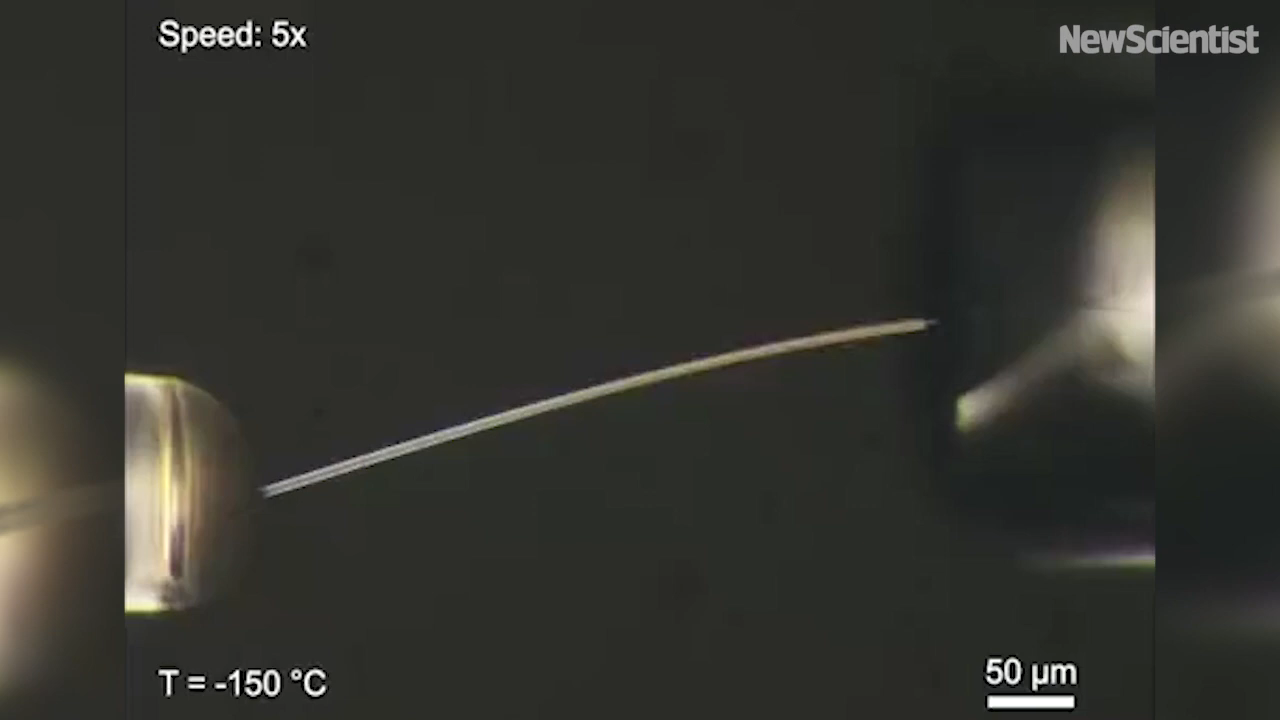 Speed: 5x
NewScientist
T = -150 °C
50 µm